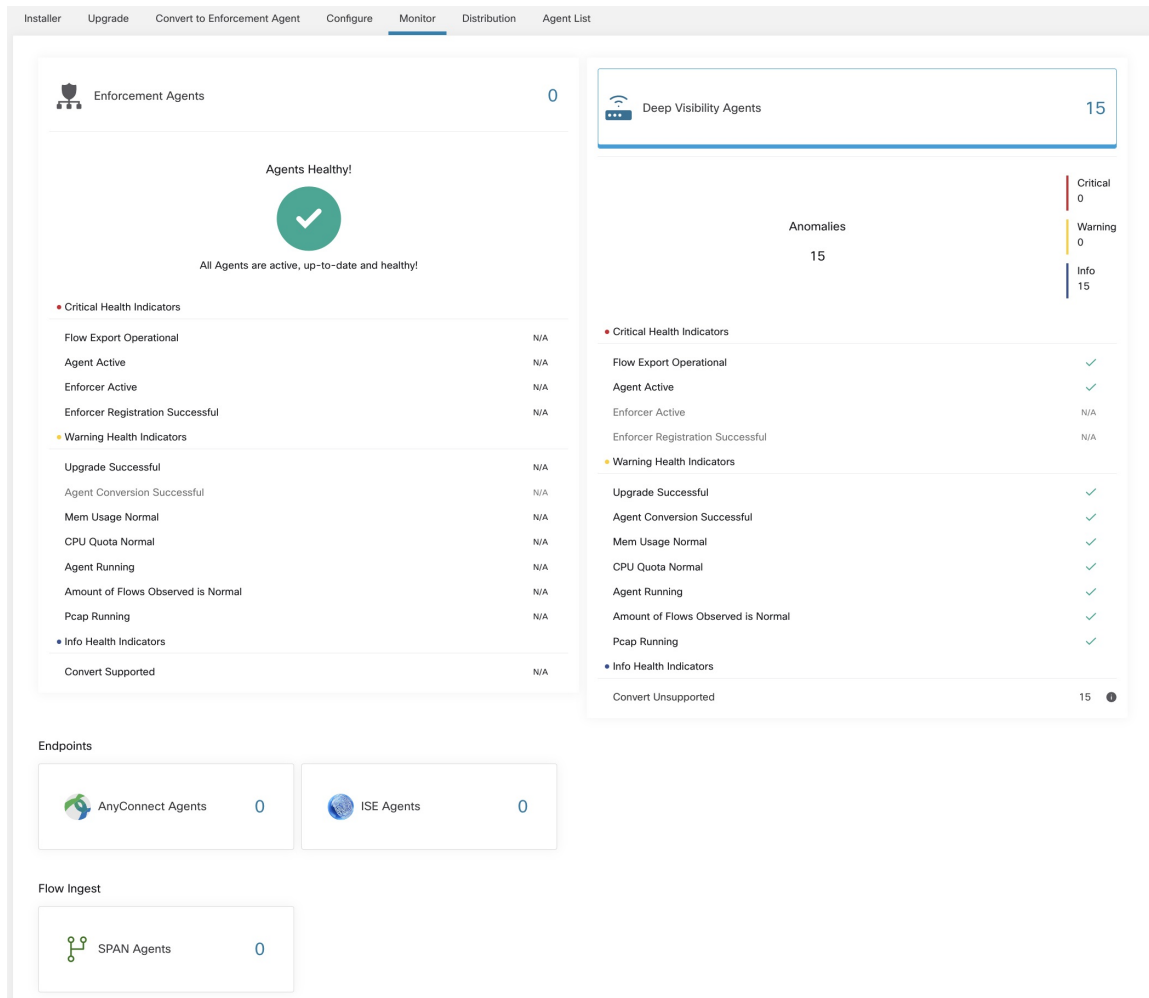 Installer Upgrade Convert to Enforcement Agent Configure Monitor Distribution Agent List
Enforcement Agents 0
Agents Healthy!
All Agents are active, up-to-date and healthy!
Critical Health Indicators
Flow Export Operational N/A
Agent Active N/A
Enforcer Active N/A
Enforcer Registration Successful N/A
Warning Health Indicators
Upgrade Successful N/A
Agent Conversion Successful N/A
Mem Usage Normal N/A
CPU Quota Normal N/A
Agent Running N/A
Amount of Flows Observed is Normal N/A
Pcap Running N/A
Info Health Indicators
Convert Supported N/A
Deep Visibility Agents 15
Anomalies
15
Critical
0
Warning
0
Info
15
Critical Health Indicators
Flow Export Operational
Agent Active
Enforcer Active N/A
Enforcer Registration Successful N/A
Warning Health Indicators
Upgrade Successful
Agent Conversion Successful
Mem Usage Normal
CPU Quota Normal
Agent Running
Amount of Flows Observed is Normal
Pcap Running
Info Health Indicators
Convert Unsupported 15
Endpoints
AnyConnect Agents 0
ISE Agents 0
Flow Ingest
SPAN Agents 0